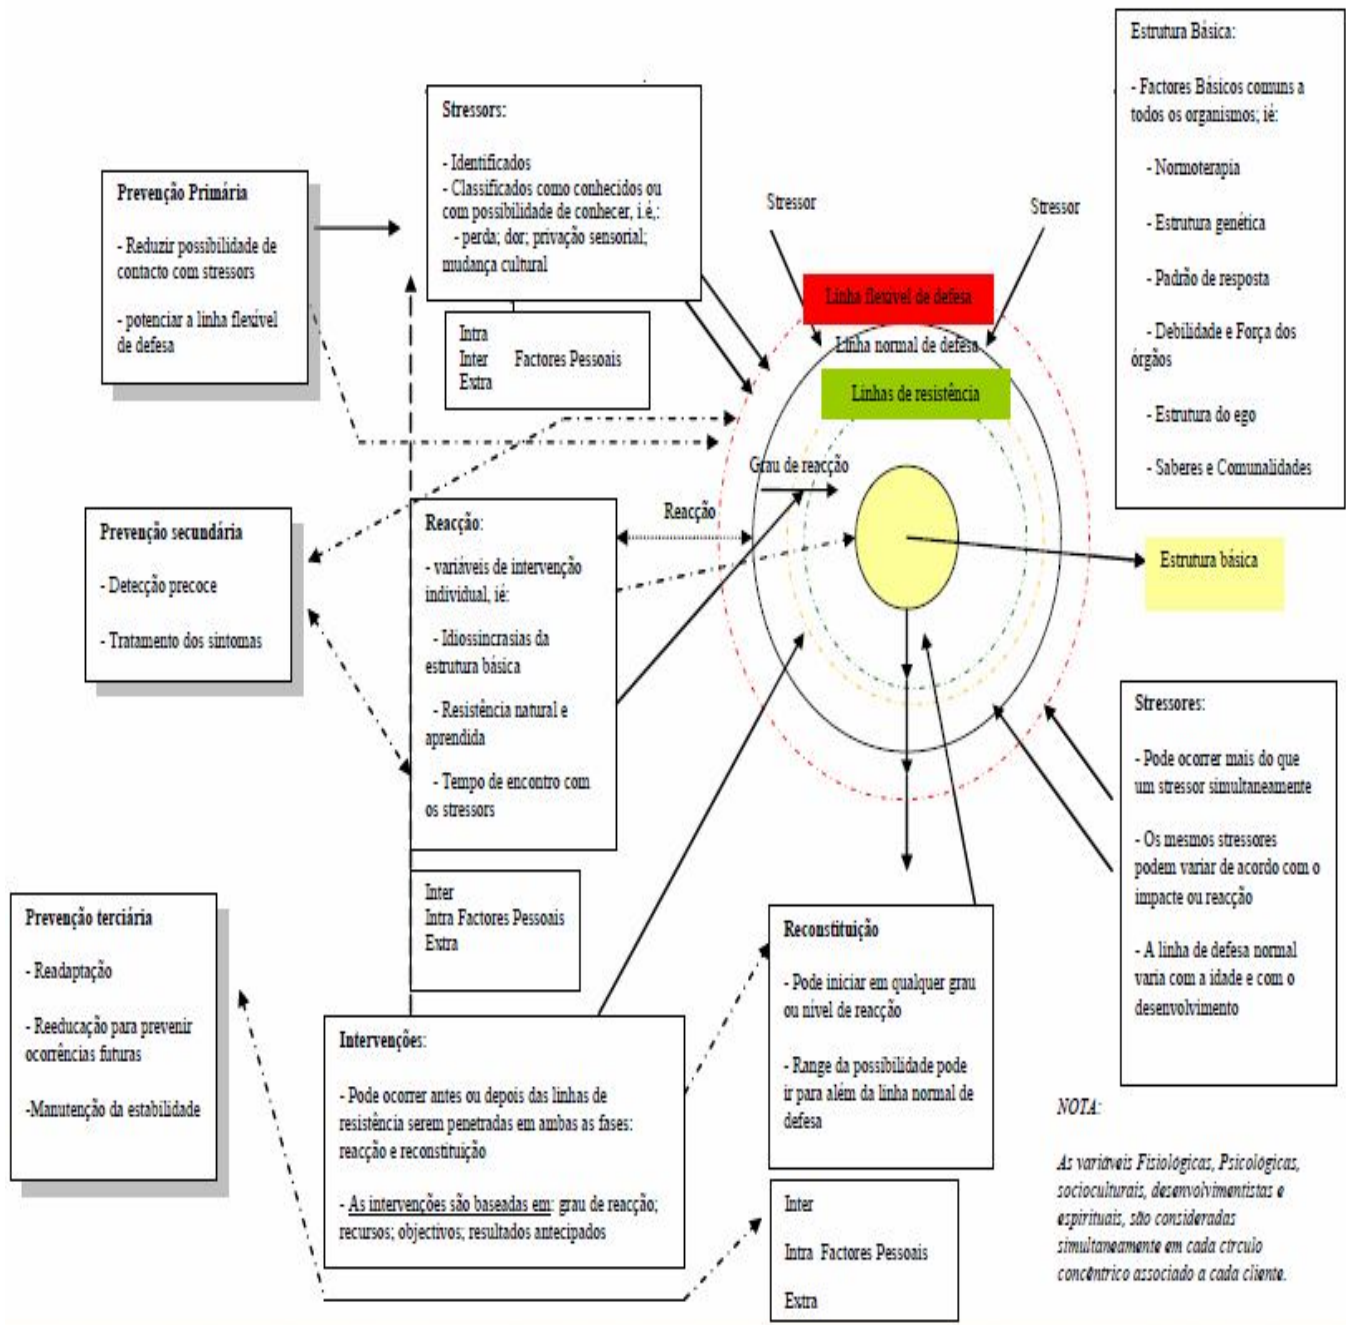 Estrutura Básica:
- Factores Básicos comuns a
todos os organismos; ié:
- Normoterapia
- Estrutura genética
- Padrão de resposta
- Debilidade e Força dos
órgãos
- Estrutura do ego
- Saberes e Comunalidades
Stressors:
- Identificados
- Classificados como conhecidos ou
com possibilidade de conhecer, i.é,:
- perda; dor; privação sensorial;
mudança cultural
Prevenção Primária
- Reduzir possibilidade de
contacto com stressors
- potenciar a linha flexível
de defesa
Intra
Inter Factores Pessoais
Extra
Stressor
Stressor
Linha flexível de defesa
Linha normal de defesa
Linhas de resistência
Grau de reacção
Reacção
Estrutura básica
Prevenção secundária
- Detecção precoce
- Tratamento dos sintomas
Reacção:
- variáveis de intervenção
individual, ié:
- Idiossincrasias da
estrutura básica
- Resistência natural e
aprendida
- Tempo de encontro com
os stressors
Inter
Intra Factores Pessoais
Extra
Stressores:
- Pode ocorrer mais do que
um stressor simultaneamente
- Os mesmos stressores
podem variar de acordo com o
impacte ou reacção
- A linha de defesa normal
varia com a idade e com o
desenvolvimento
Prevenção terciária
- Readaptação
- Reeducação para prevenir
ocorrências futuras
-Manutenção da estabilidade
Intervenções:
- Pode ocorrer antes ou depois das linhas de
resistência serem penetradas em ambas as fases:
reacção e reconstituição
- As intervenções são baseadas em: grau de reacção;
recursos; objectivos; resultados antecipados
Reconstituição
- Pode iniciar em qualquer grau
ou nível de reacção
- Range da possibilidade pode
ir para além da linha normal de
defesa
Inter
Intra Factores Pessoais
Extra
NOTA:
As variáveis Fisiológicas, Psicológicas,
socioculturais, desenvolvimentistas e
espirituais, são consideradas
simultaneamente em cada círculo
concêntrico associado a cada cliente.